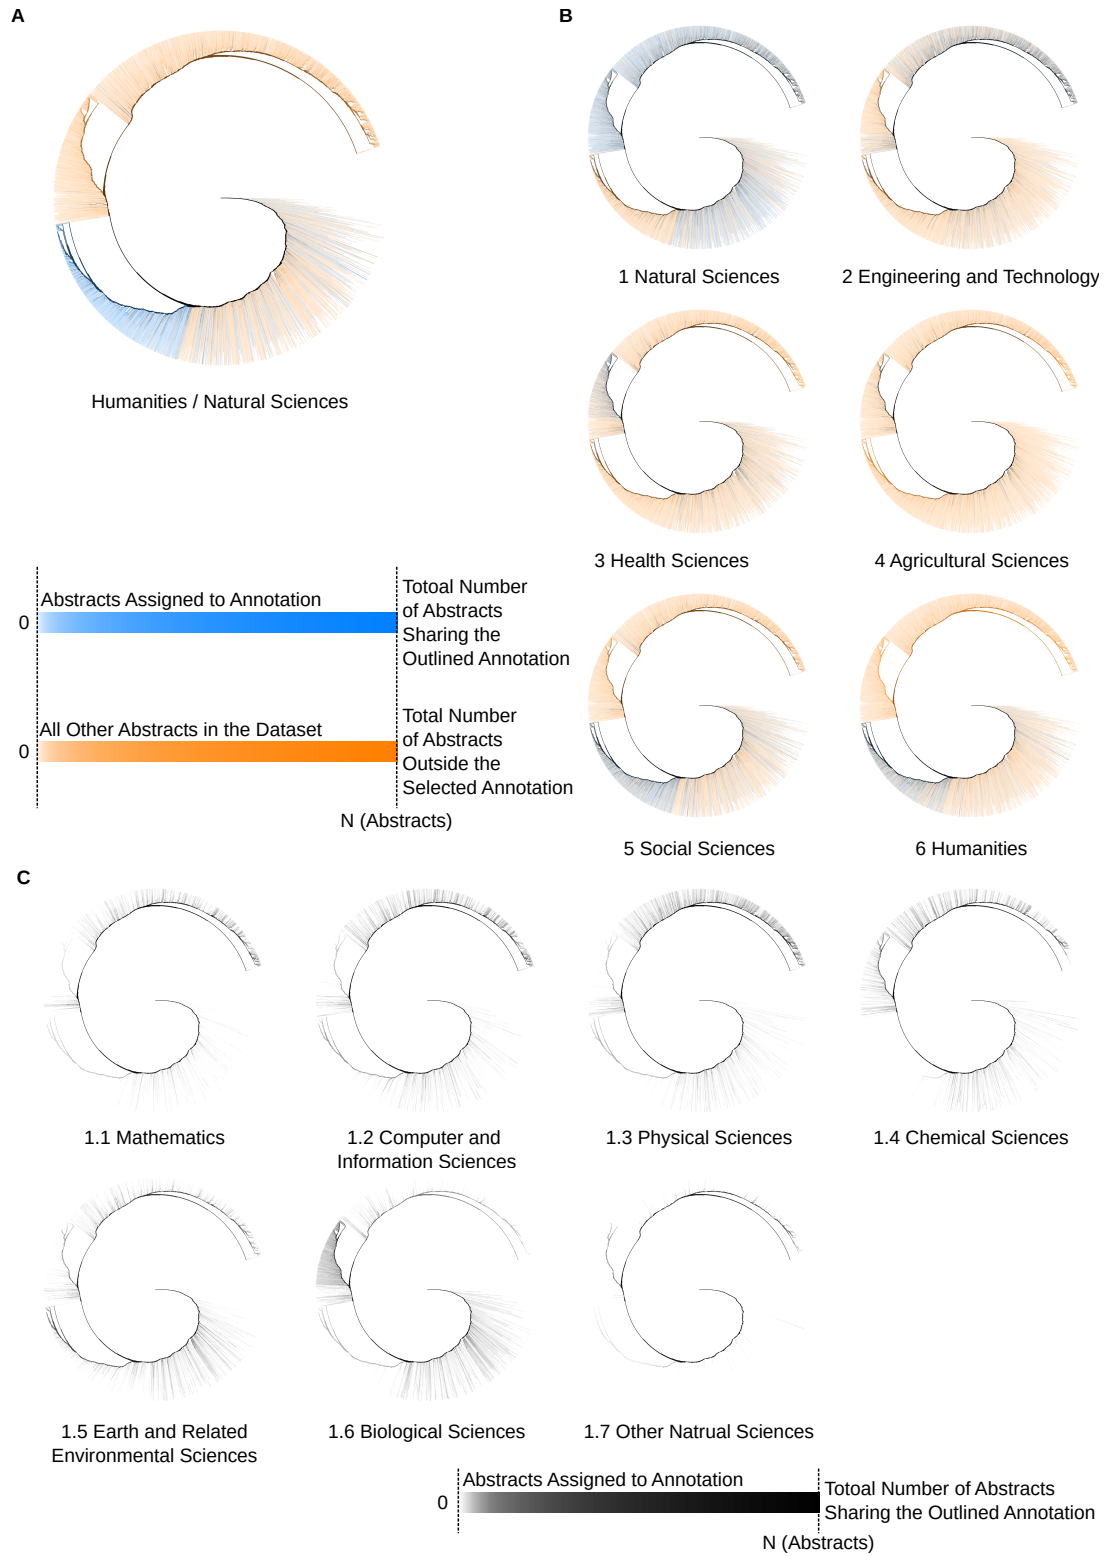 A
B
Humanities / Natural Sciences
1 Natural Sciences
2 Engineering and Technology
3 Health Sciences
4 Agricultural Sciences
5 Social Sciences
6 Humanities
Abstracts Assigned to Annotation
0
Totoal Number
of Abstracts
Sharing the
Outlined Annotation
All Other Abstracts in the Dataset
0
Total Number
of Abstracts
Outside the
Selected Annotation
N (Abstracts)
C
1.1 Mathematics
1.2 Computer and
Information Sciences
1.3 Physical Sciences
1.4 Chemical Sciences
1.5 Earth and Related
Environmental Sciences
1.6 Biological Sciences
1.7 Other Natrual Sciences
Abstracts Assigned to Annotation
0
Totoal Number of Abstracts
Sharing the Outlined Annotation
N (Abstracts)